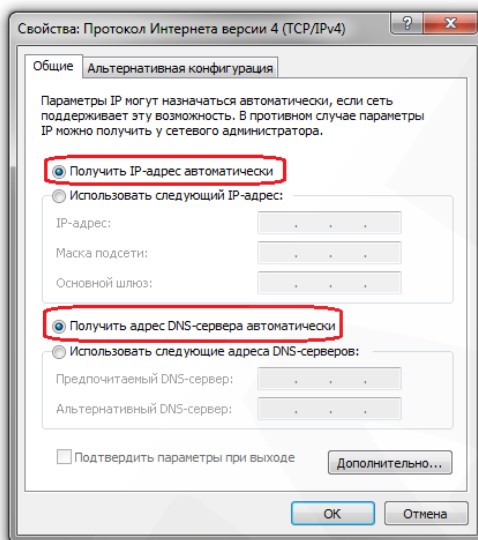 Свойства: Протокол Интернета версии 4 (TCP/IPv4)
Общие Альтернативная конфигурация
Параметры IP могут назначаться автоматически, если сеть
поддерживает эту возможность. В противном случае параметры
IP можно получить у сетевого администратора.
Получить IP-адрес автоматически
Использовать следующий IP-адрес:
IP-адрес:
Маска подсети:
Основной шлюз:
Получить адрес DNS-сервера автоматически
Использовать следующие адреса DNS-серверов:
Предпочитаемый DNS-сервер:
Альтернативный DNS-сервер:
Подтвердить параметры при выходе
Дополнительно...
ОК Отмена